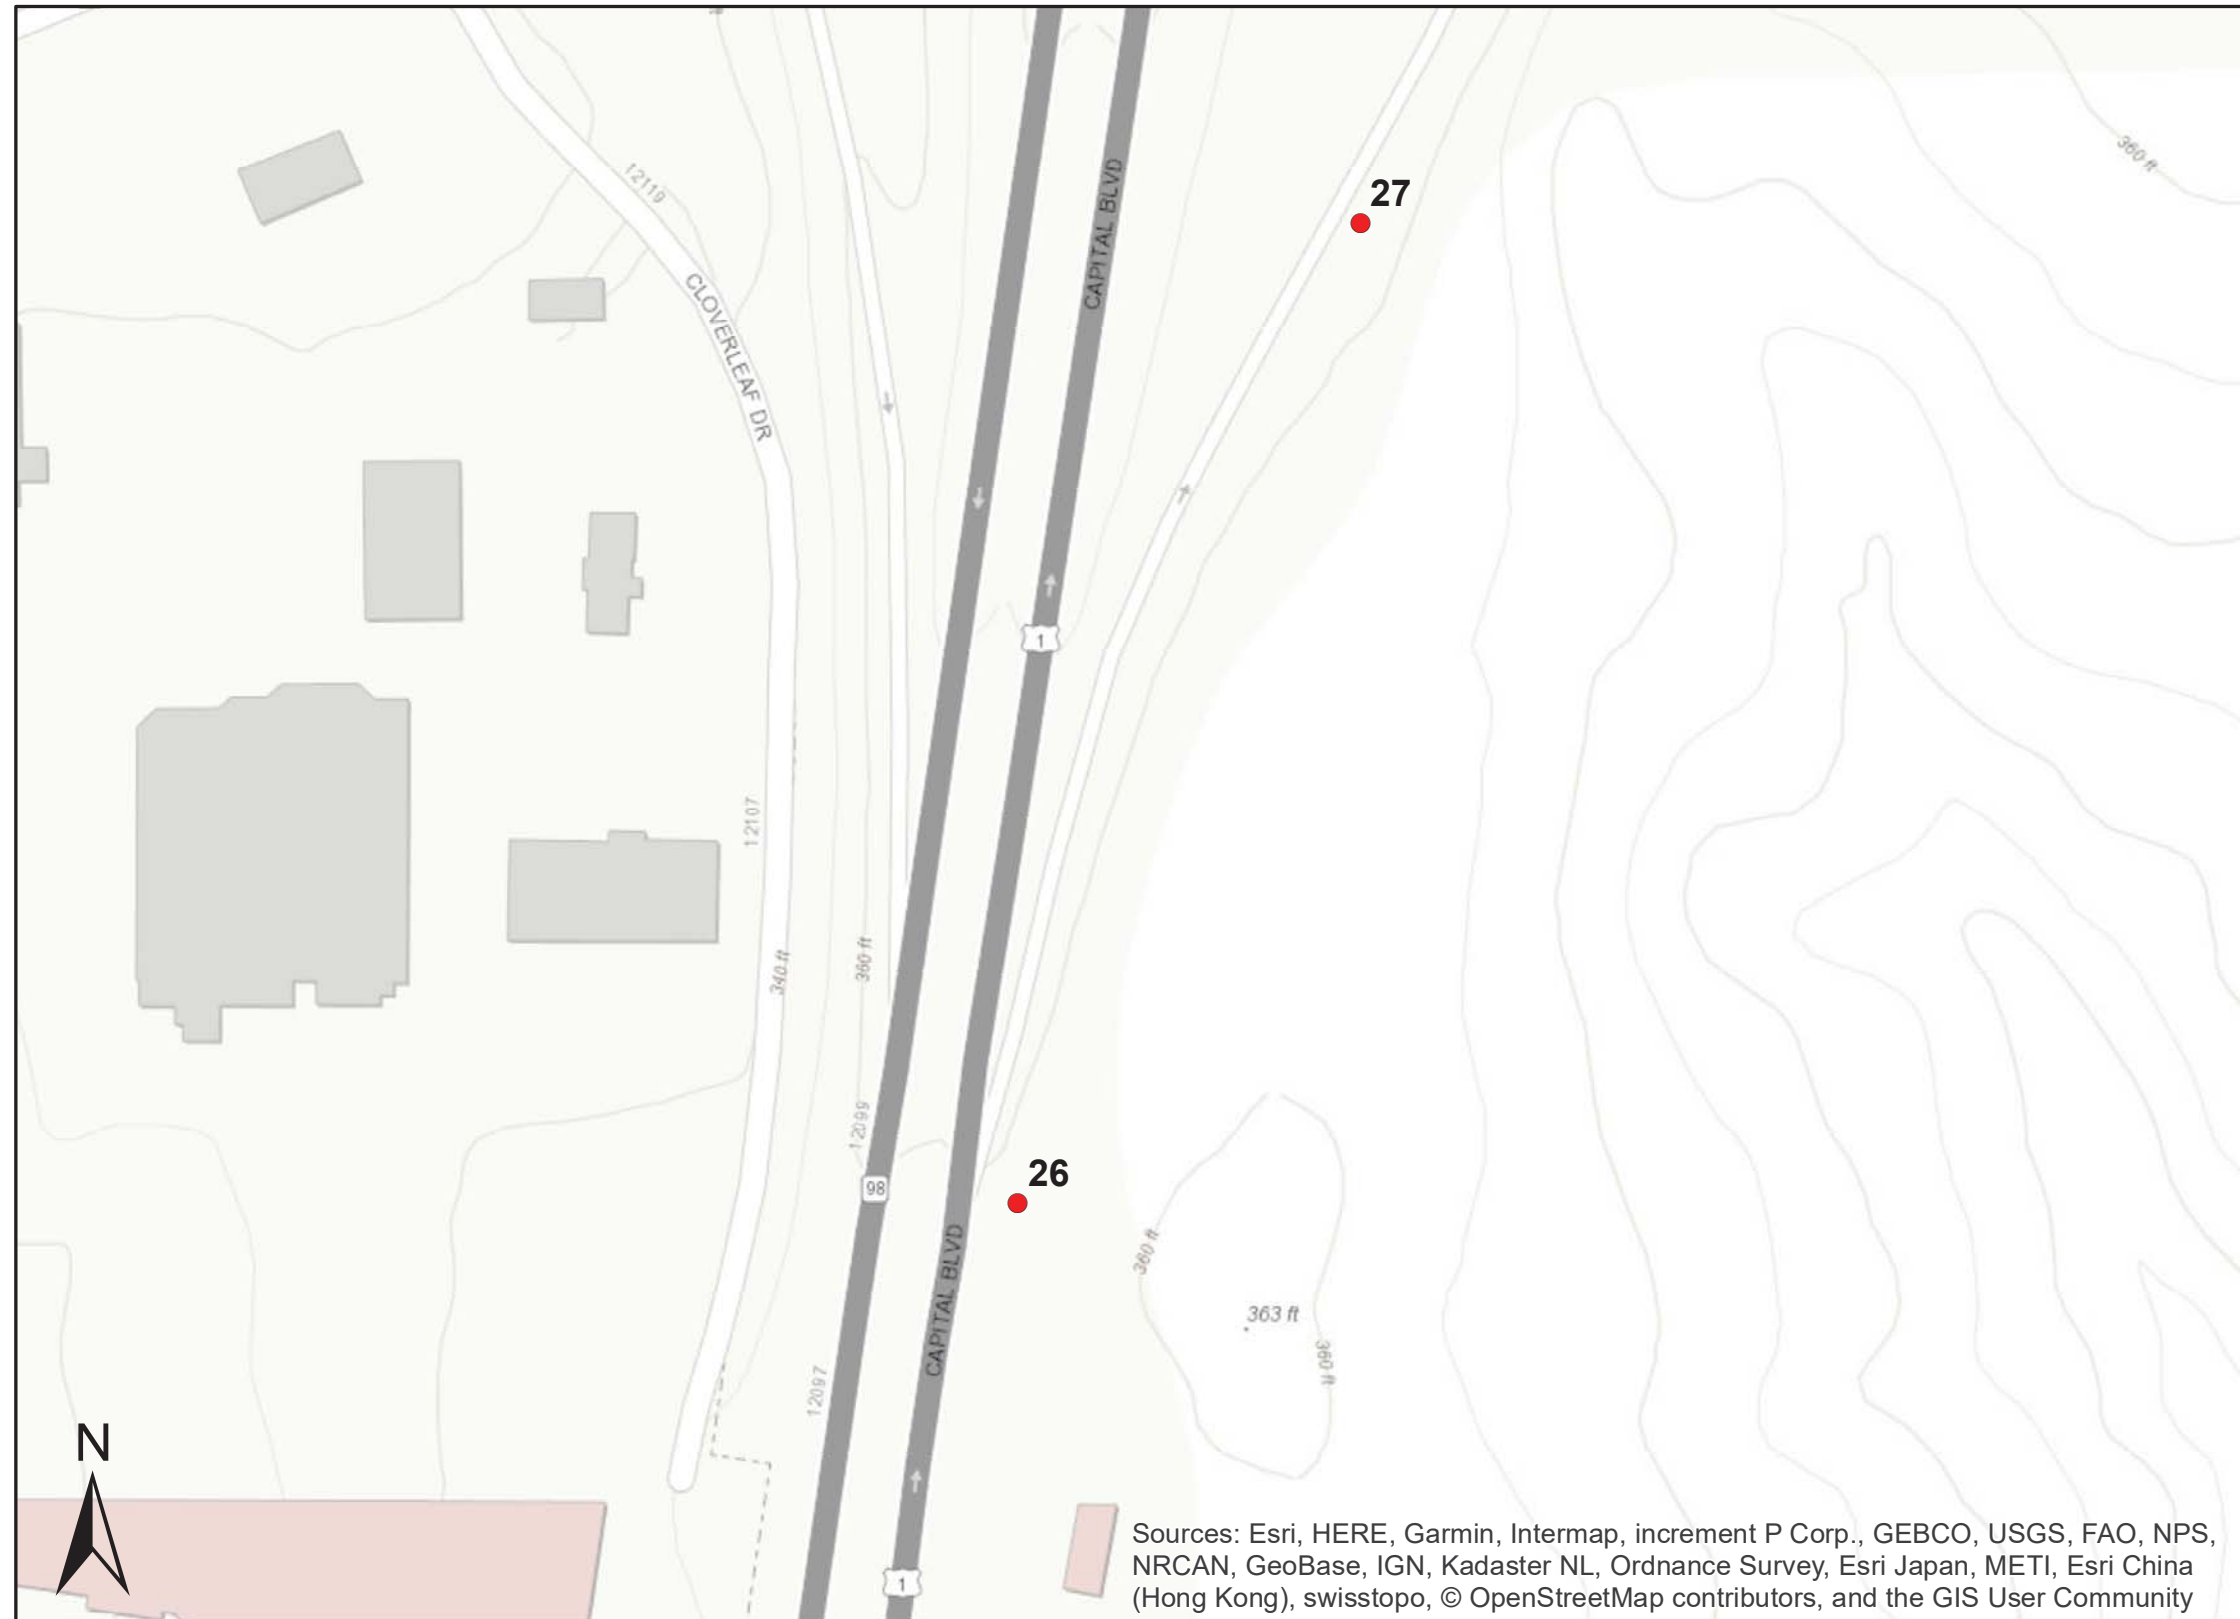 360 ft
12119
27
CAPITAL BLVD
CLOVERLEAF DR
1
12107
340 ft
360 ft
12099
98
26
CAPITAL BLVD
360 ft
363 ft
360 ft
12097
N
1
Sources: Esri, HERE, Garmin, Intermap, increment P Corp., GEBCO, USGS, FAO, NPS,
NRCAN, GeoBase, IGN, Kadaster NL, Ordnance Survey, Esri Japan, METI, Esri China
(Hong Kong), swisstopo, © OpenStreetMap contributors, and the GIS User Community